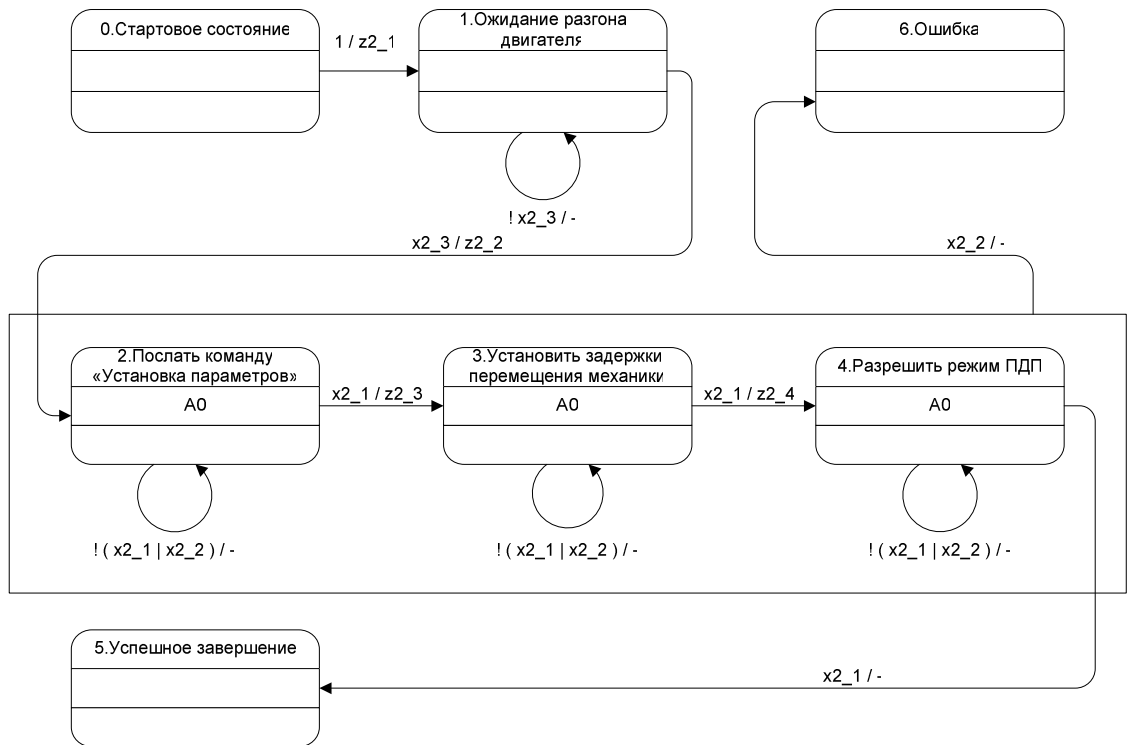 0.Стартовое состояние
1 / z2_1
1.Ожидание разгона
двигателя
6.Ошибка
! x2_3 / -
x2_3 / z2_2
x2_2 / -
2.Послать команду
«Установка параметров»
A0
x2_1 / z2_3
3.Установить задержки
перемещения механики
A0
x2_1 / z2_4
4.Разрешить режим ПДП
A0
! ( x2_1 | x2_2 ) / -
! ( x2_1 | x2_2 ) / -
! ( x2_1 | x2_2 ) / -
5.Успешное завершение
x2_1 / -